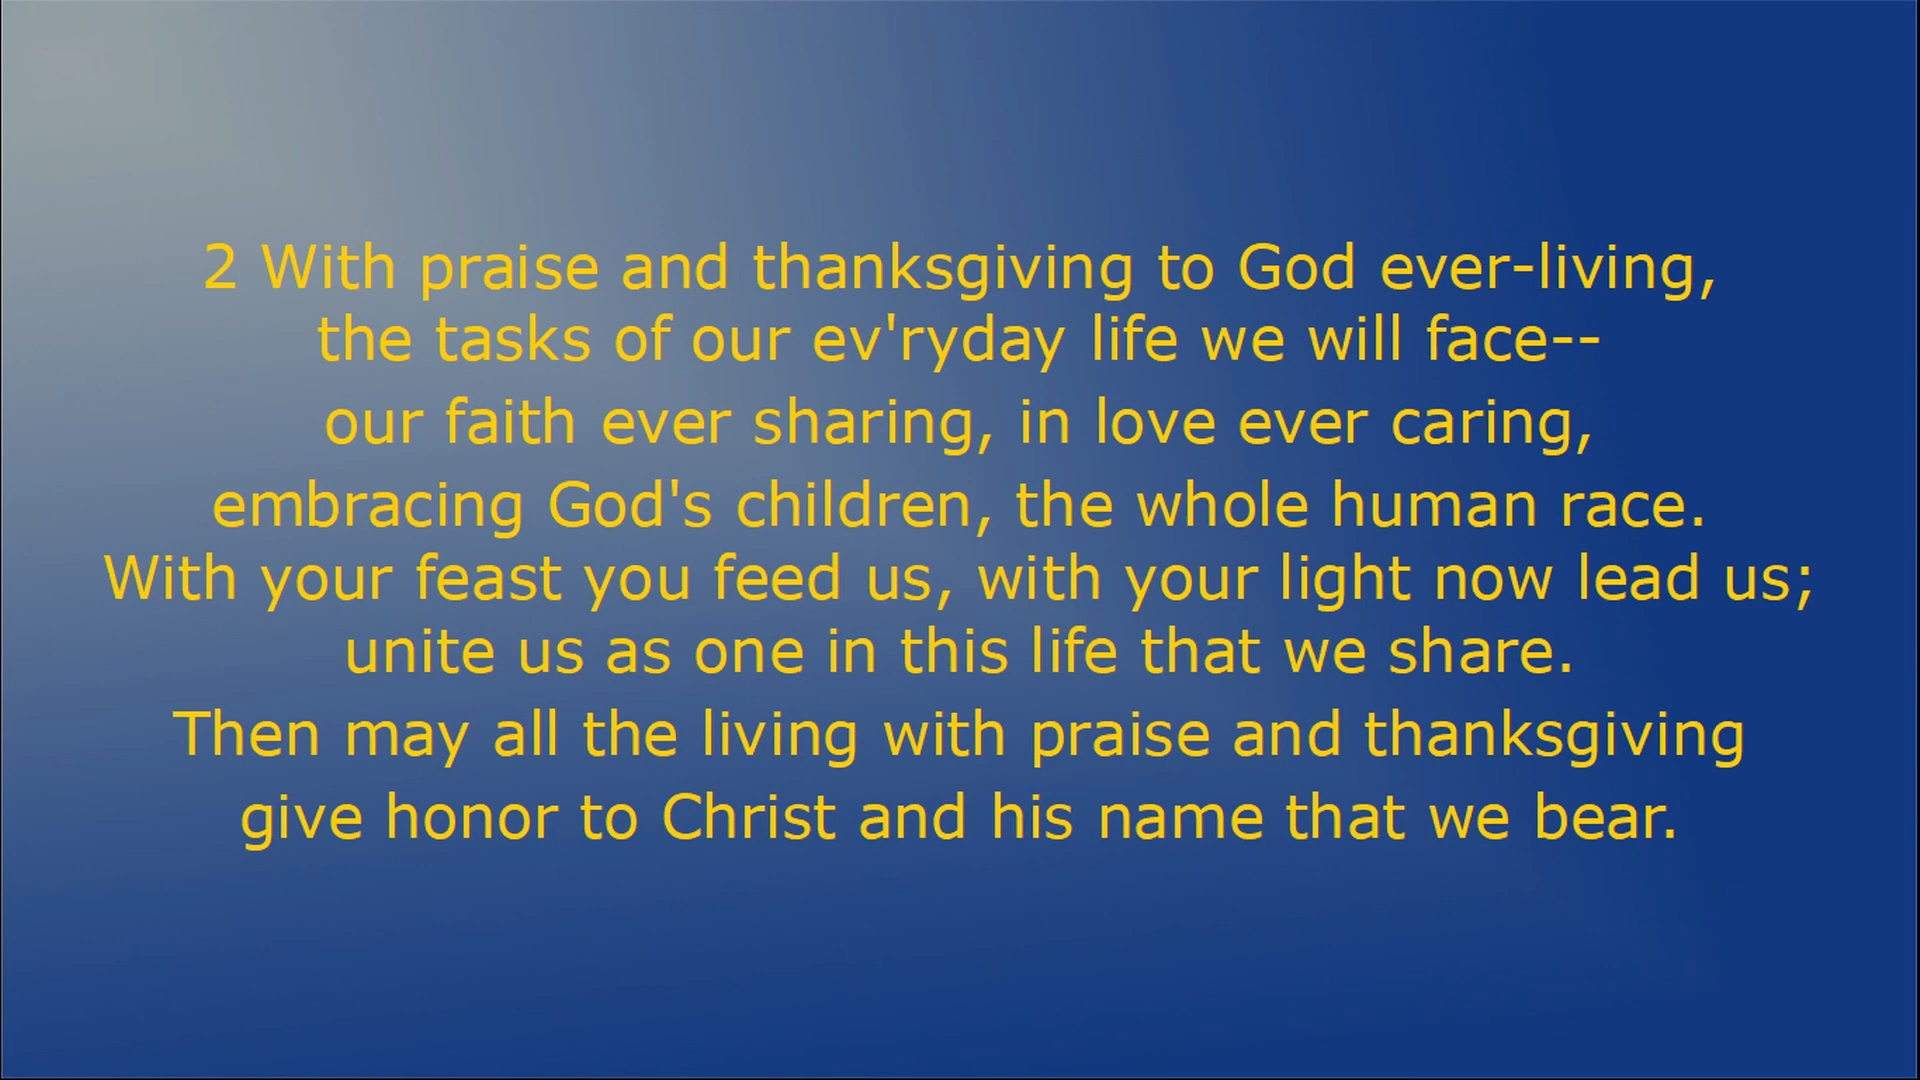 2 With praise and thanksgiving to God ever-living,
the tasks of our ev'ryday life we will face--
our faith ever sharing, in love ever caring,
embracing God's children, the whole human race.
With your feast you feed us, with your light now lead us;
unite us as one in this life that we share.
Then may all the living with praise and thanksgiving
give honor to Christ and his name that we bear.